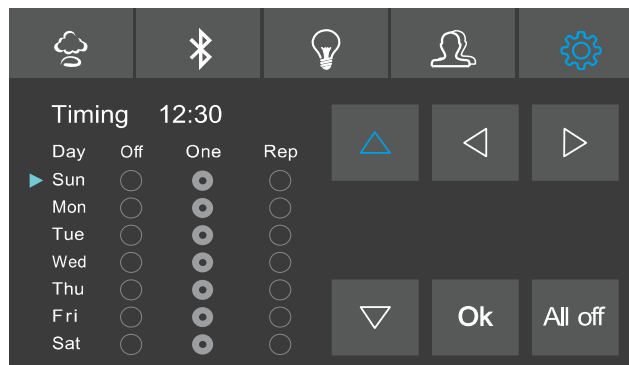 Timing 12:30
Day Off One Rep
Sun
Mon
Tue
Wed
Thu
Fri
Sat
Ok
All off